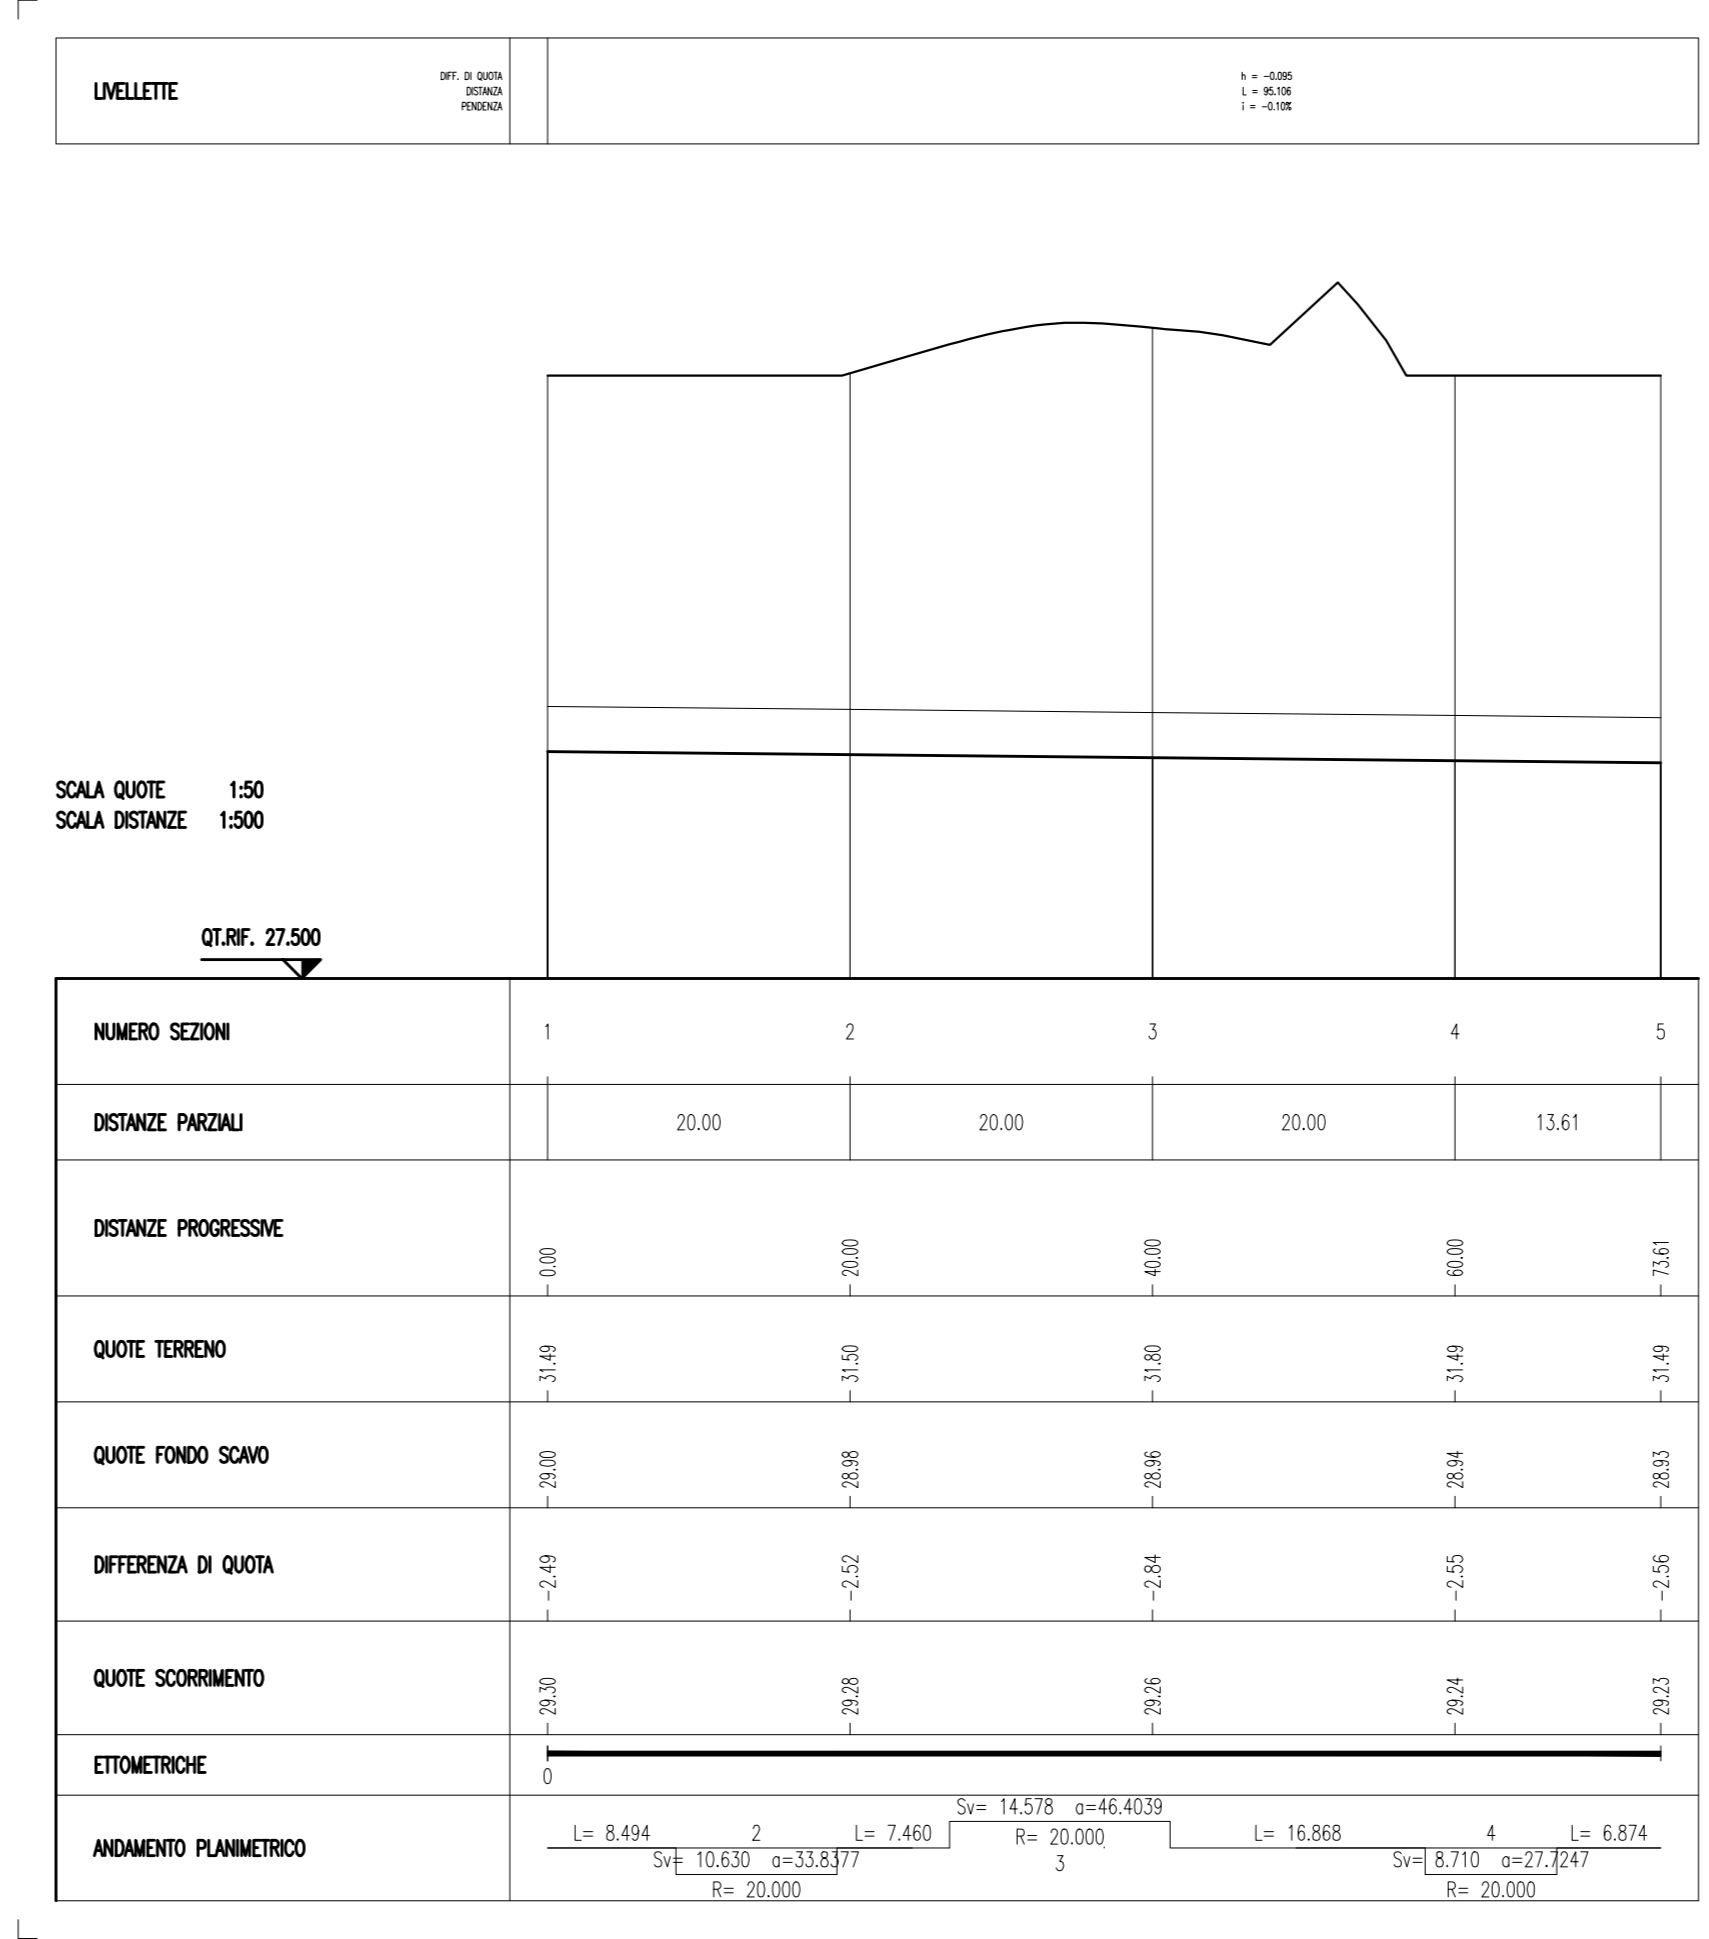 LIVELLETTE
DIFF. DI QUOTA
DISTANZA
PENDENZA
h = -0.095
L = 95.106
i = -0.10%
SCALA QUOTE 1:50
SCALA DISTANZE 1:500
QT.RIF. 27.500
NUMERO SEZIONI 1 2 3 4 5
DISTANZE PARZIALI 20.00 20.00 20.00 13.61
DISTANZE PROGRESSIVE 0.00 20.00 40.00 60.00 73.61
QUOTE TERRENO 31.49 31.50 31.80 31.49 31.49
QUOTE FONDO SCAVO 29.00 28.98 28.96 28.94 28.93
DIFFERENZA DI QUOTA -2.49 -2.52 -2.84 -2.55 -2.56
QUOTE SCORRIMENTO 29.30 29.28 29.26 29.24 29.23
ETTOMETRICHE
0
ANDAMENTO PLANIMETRICO
Sv= 14.578 a=46.4039
L= 8.494 2 L= 7.460 R= 20.000 L= 16.868 4 L= 6.874
Sv= 10.630 a=33.8377 3 Sv= 8.710 a=27.7247
R= 20.000 R= 20.000